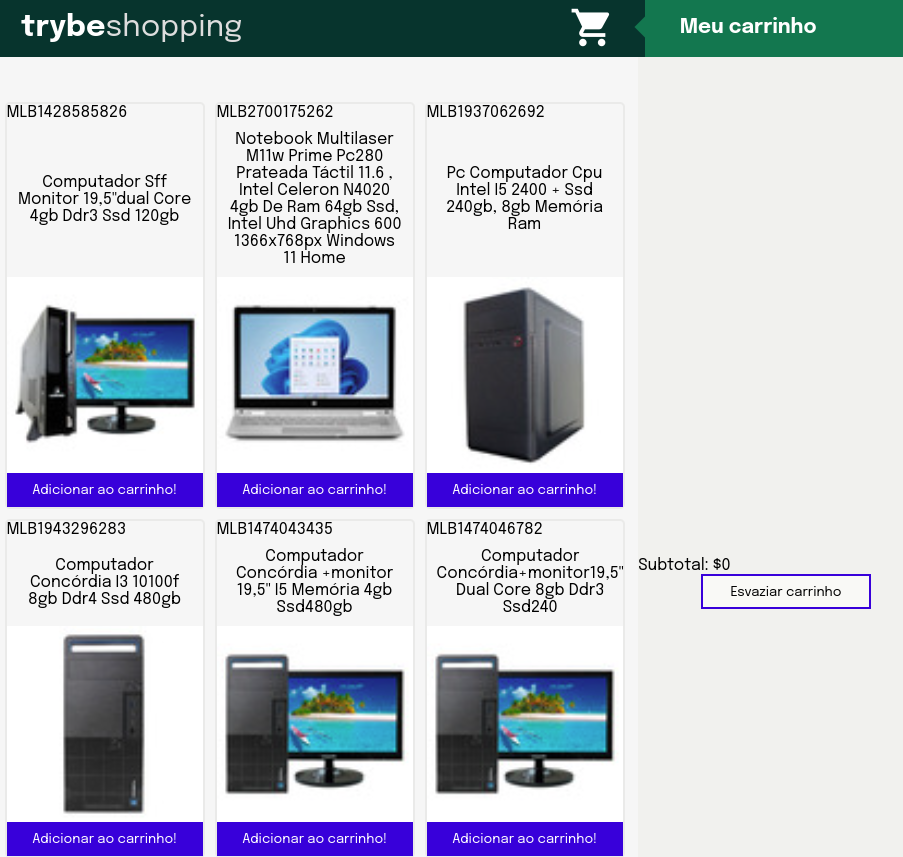 trybeshopping
Meu carrinho
MLB1428585826
Computador Sff
Monitor 19,5"dual Core
4gb Ddr3 Ssd 120gb
Adicionar ao carrinho!
MLB2700175262
Notebook Multilaser
M11w Prime Pc280
Prateada Táctil 11.6 ,
Intel Celeron N4020
4gb De Ram 64gb Ssd,
Intel Uhd Graphics 600
1366x768px Windows
11 Home
Adicionar ao carrinho!
MLB1937062692
Pc Computador Cpu
Intel I5 2400 + Ssd
240gb, 8gb Memória
Ram
Adicionar ao carrinho!
MLB1943296283
Computador
Concórdia I3 10100f
8gb Ddr4 Ssd 480gb
Adicionar ao carrinho!
MLB1474043435
Computador
Concórdia +monitor
19,5" I5 Memória 4gb
Ssd480gb
Adicionar ao carrinho!
MLB1474046782
Computador
Concórdia+monitor19,5"
Dual Core 8gb Ddr3
Ssd240
Adicionar ao carrinho!
Subtotal: $0
Esvaziar carrinho